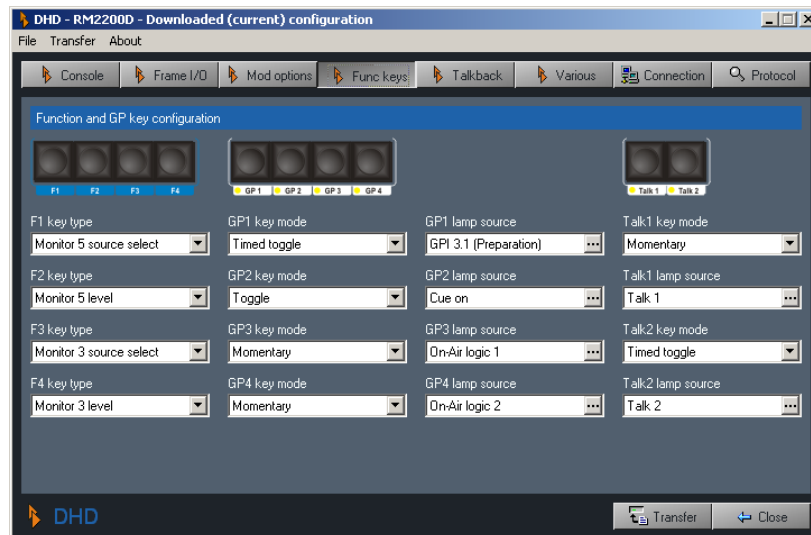 DHD - RM2200D - Downloaded (current) configuration
File Transfer About
Console Frame I/O Mod options Func keys Talkback Various Connection Protocol
Function and GP key configuration
F1 F2 F3 F4 GP 1 GP 2 GP 3 GP 4 Talk 1 Talk 2
F1 key type GP1 key mode GP1 lamp source Talk1 key mode
Monitor 5 source select Timed toggle GPI 3.1 (Preparation) ... Momentary
F2 key type GP2 key mode GP2 lamp source Talk1 lamp source
Monitor 5 level Toggle Cue on ... Talk 1 ...
F3 key type GP3 key mode GP3 lamp source Talk2 key mode
Monitor 3 source select Momentary On-Air logic 1 ... Timed toggle
F4 key type GP4 key mode GP4 lamp source Talk2 lamp source
Monitor 3 level Momentary On-Air logic 2 ... Talk 2 ...
DHD Transfer Close